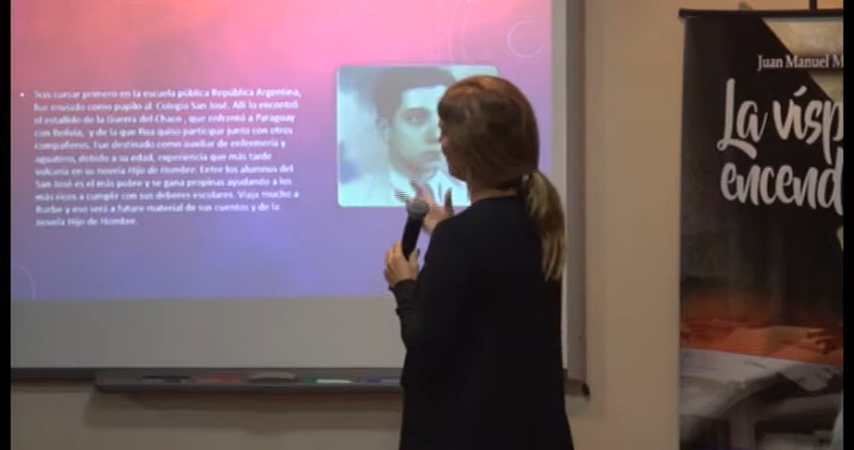 Tras cursar primero en la escuela pública República Argentina,
fue enviado como pupilo al Colegio San José. Allí lo encontró
el estallido de la Guerra del Chaco, que enfrentó a Paraguay
con Bolivia, y de la que Roa quiso participar junto con otros
compañeros. Fue destinado como auxiliar de enfermería y
aguatero, debido a su edad, experiencia que más tarde
volcaría en su novela Hijo de Hombre. Entre los alumnos del
San José es el más pobre y se gana propinas ayudando a los
más ricos a cumplir con sus deberes escolares. Viaja mucho a
Iturbe y eso será a future material de sus cuentos y de la
novela Hijo de Hombre.
Juan Manuel M
La vísp
encend